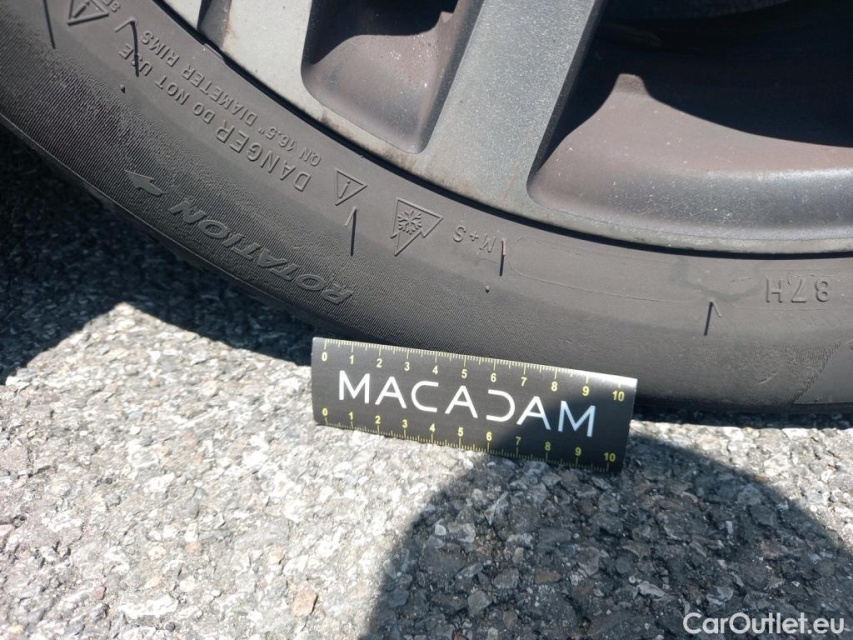 DANGER DO NOT USE
ON 16,5" DIAMETER RIMS
ROTATION
M+S
87H
0 1 2 3 4 5 6 7 8 9 10
MACADAM
0 1 2 3 4 5 6 7 8 9 10
CarOutlet.eu